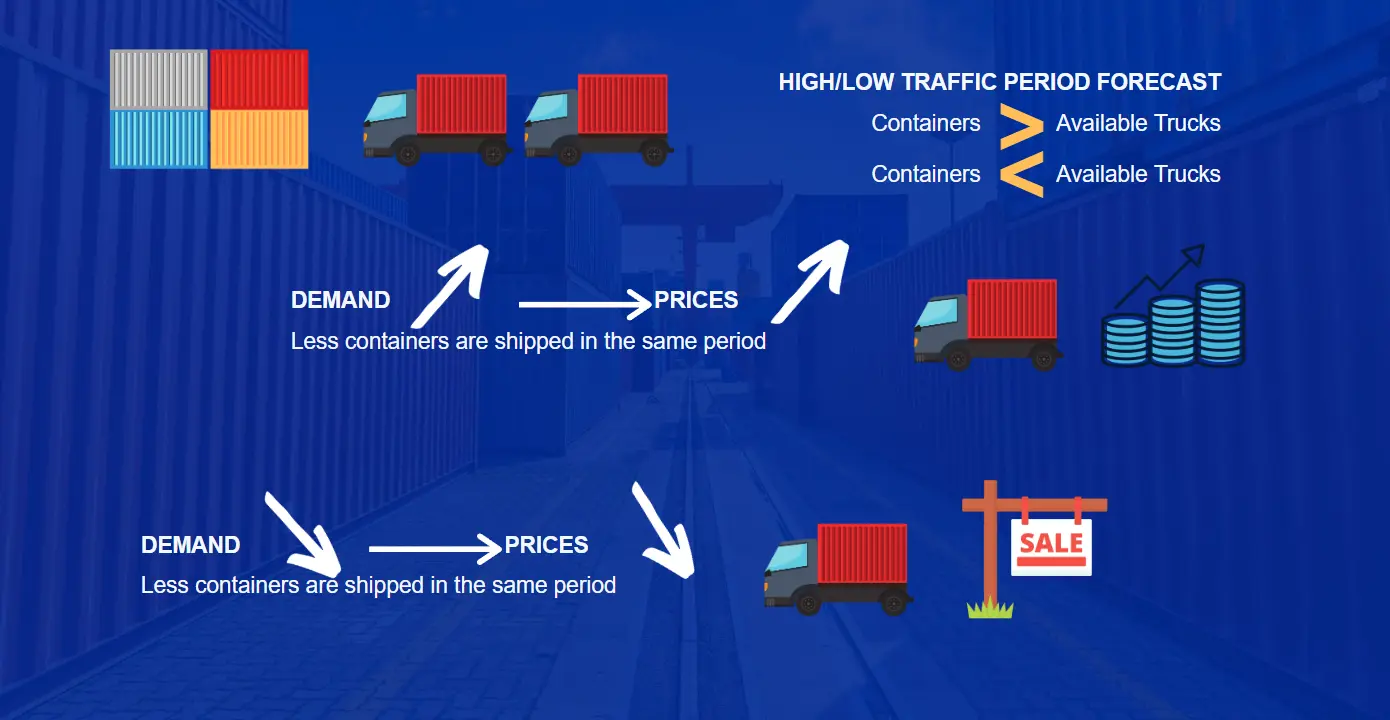 HIGH/LOW TRAFFIC PERIOD FORECAST
Containers > Available Trucks
Containers < Available Trucks
DEMAND PRICES
Less containers are shipped in the same period
DEMAND PRICES
Less containers are shipped in the same period
SALE